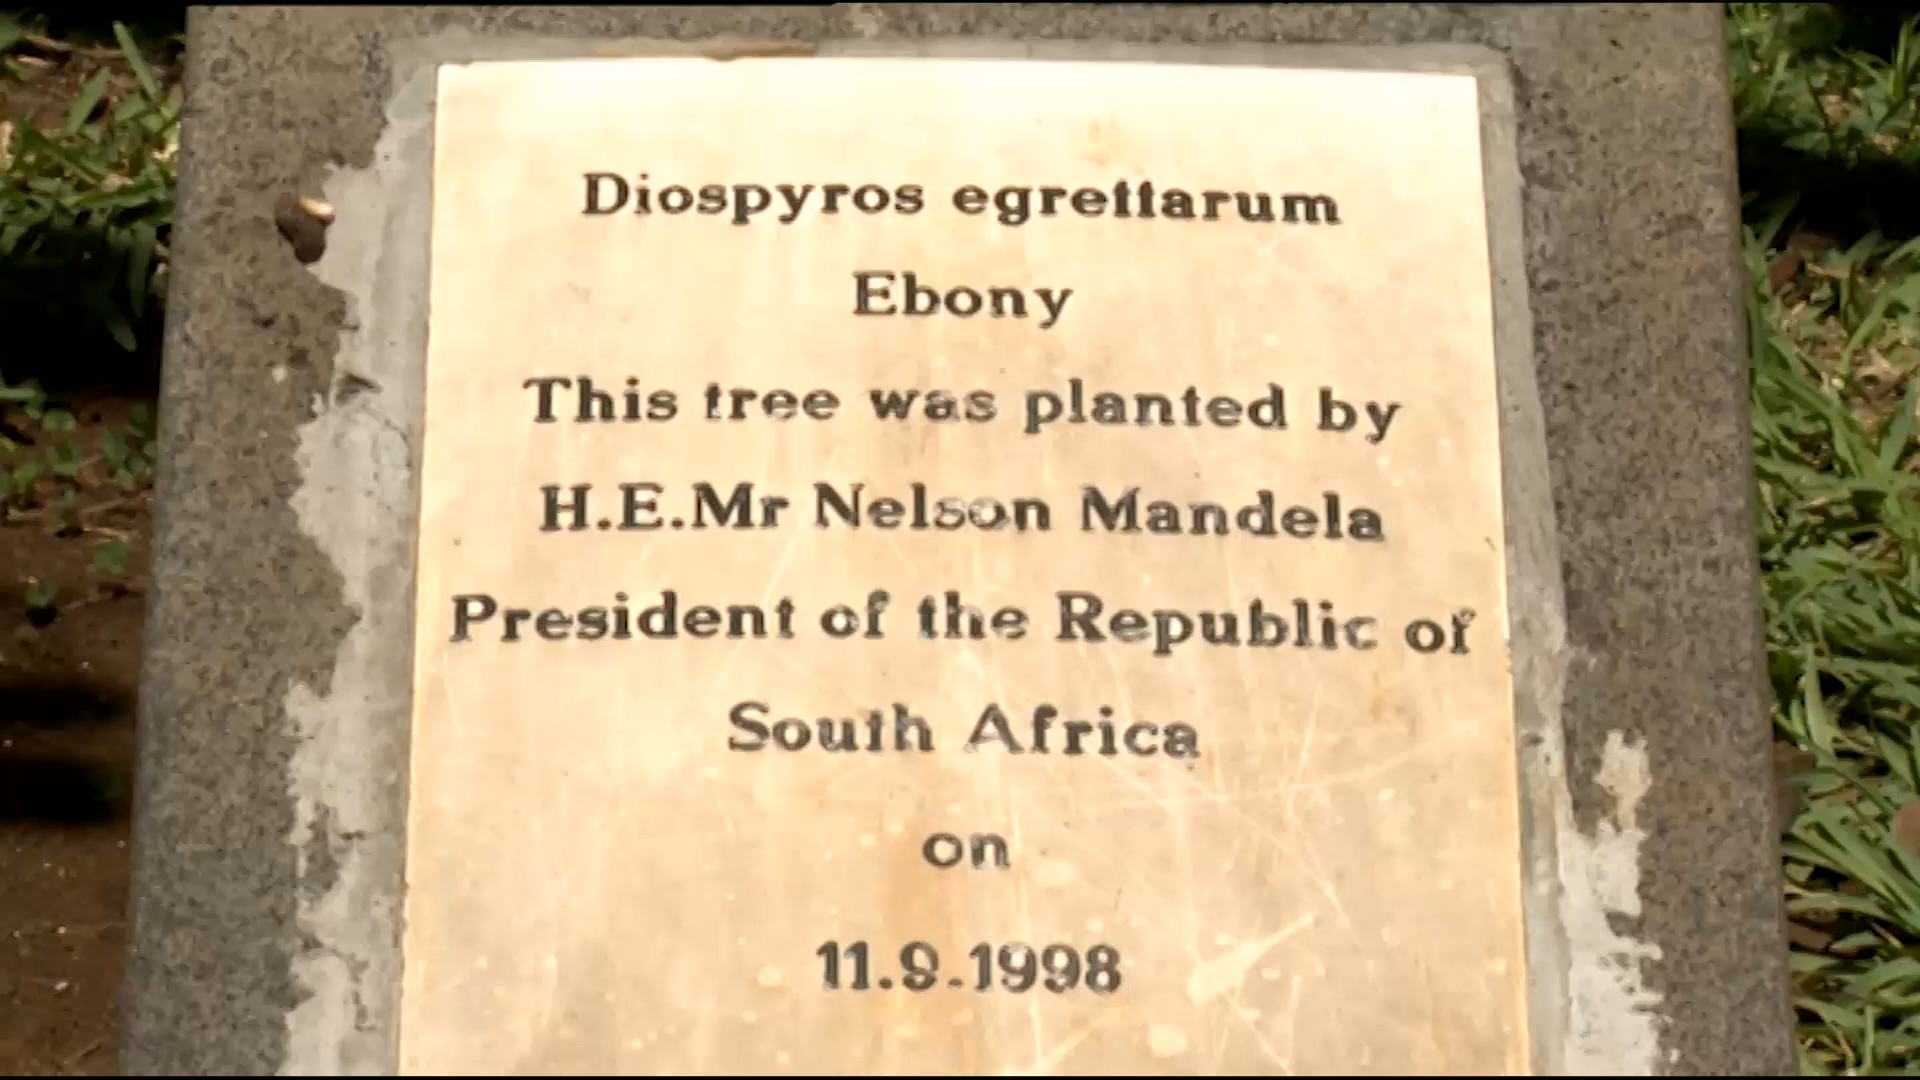 Diospyros egrettarum
Ebony
This tree was planted by
H.E.Mr Nelson Mandela
President of the Republic of
South Africa
on
11.9.1998